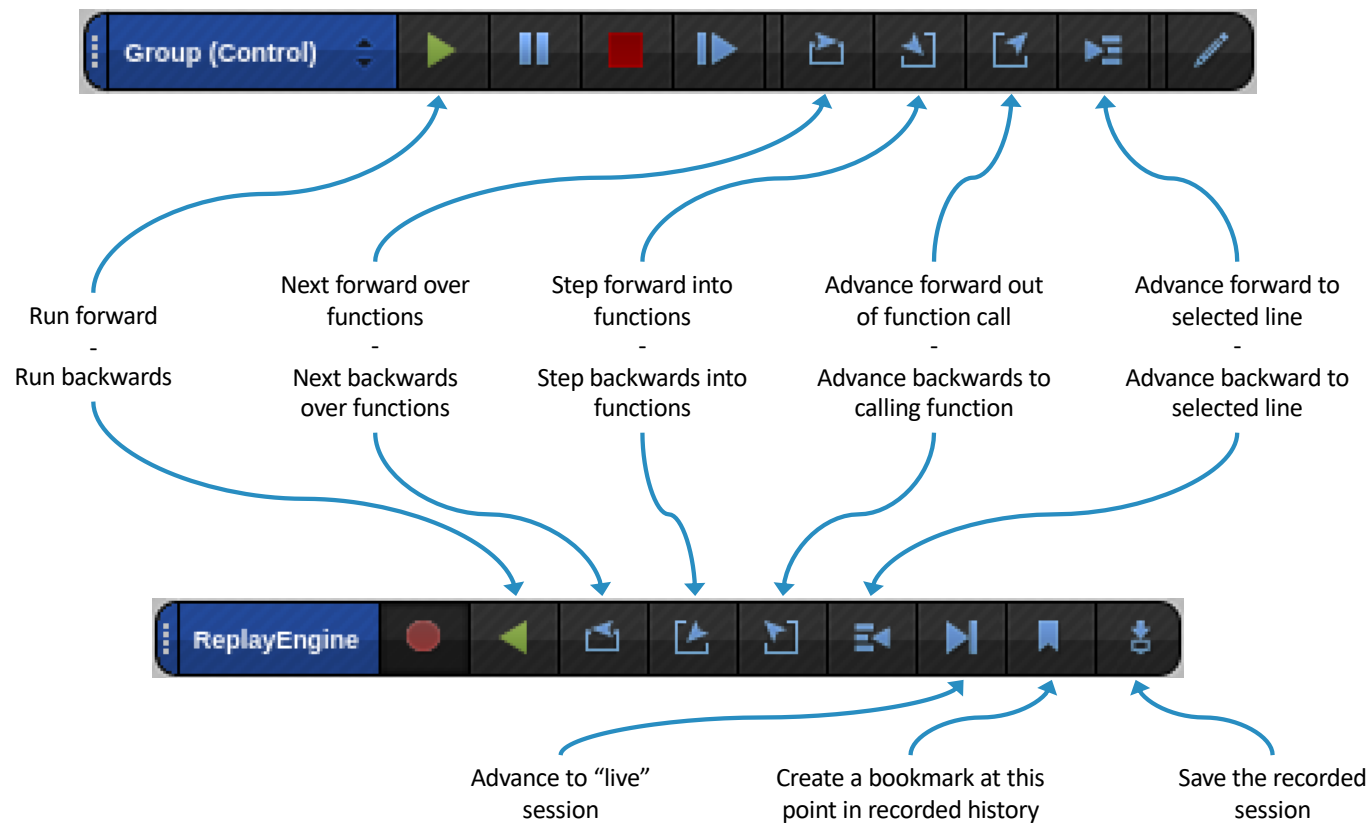 Group (Control)
Run forward
-
Run backwards
Next forward over
functions
-
Next backwards
over functions
Step forward into
functions
-
Step backwards into
functions
Advance forward out
of function call
-
Advance backwards to
calling function
Advance forward to
selected line
-
Advance backward to
selected line
ReplayEngine
Advance to “live”
session
Create a bookmark at this
point in recorded history
Save the recorded
session